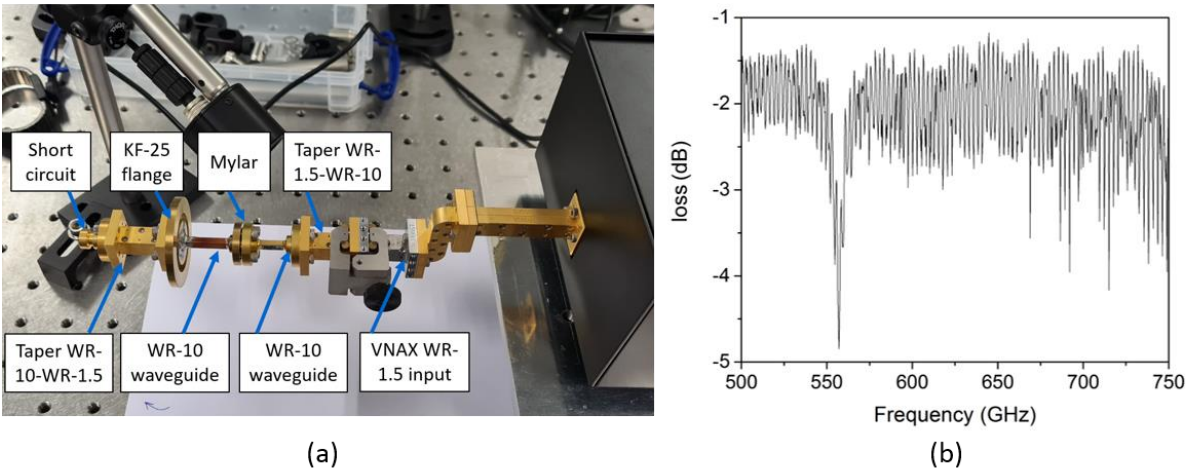 Short
circuit
KF-25
flange
Mylar
Taper WR-
1.5-WR-10
Taper WR-
10-WR-1.5
WR-10
waveguide
WR-10
waveguide
VNAX WR-
1.5 input
(a)
-1
-2
-3
-4
-5
loss (dB)
500 550 600 650 700 750
Frequency (GHz)
(b)